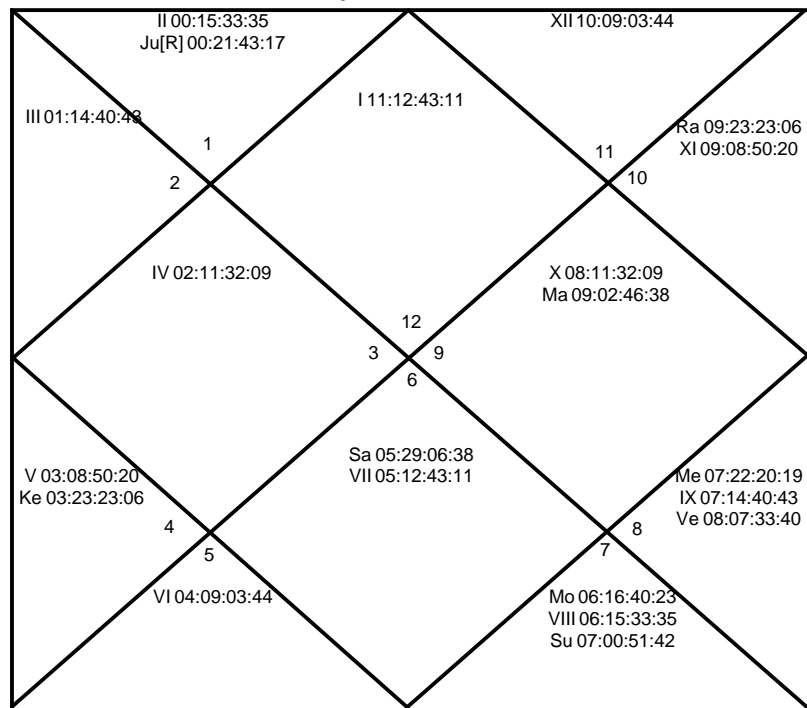 II 00:15:33:35
Ju[R] 00:21:43:17
XII 10:09:03:44
I 11:12:43:11
III 01:14:40:43
Ra 09:23:23:06
XI 09:08:50:20
1
11
2
10
IV 02:11:32:09
X 08:11:32:09
Ma 09:02:46:38
12
3
9
6
Sa 05:29:06:38
VII 05:12:43:11
V 03:08:50:20
Ke 03:23:23:06
Me 07:22:20:19
IX 07:14:40:43
Ve 08:07:33:40
4
8
5
7
VI 04:09:03:44
Mo 06:16:40:23
VIII 06:15:33:35
Su 07:00:51:42